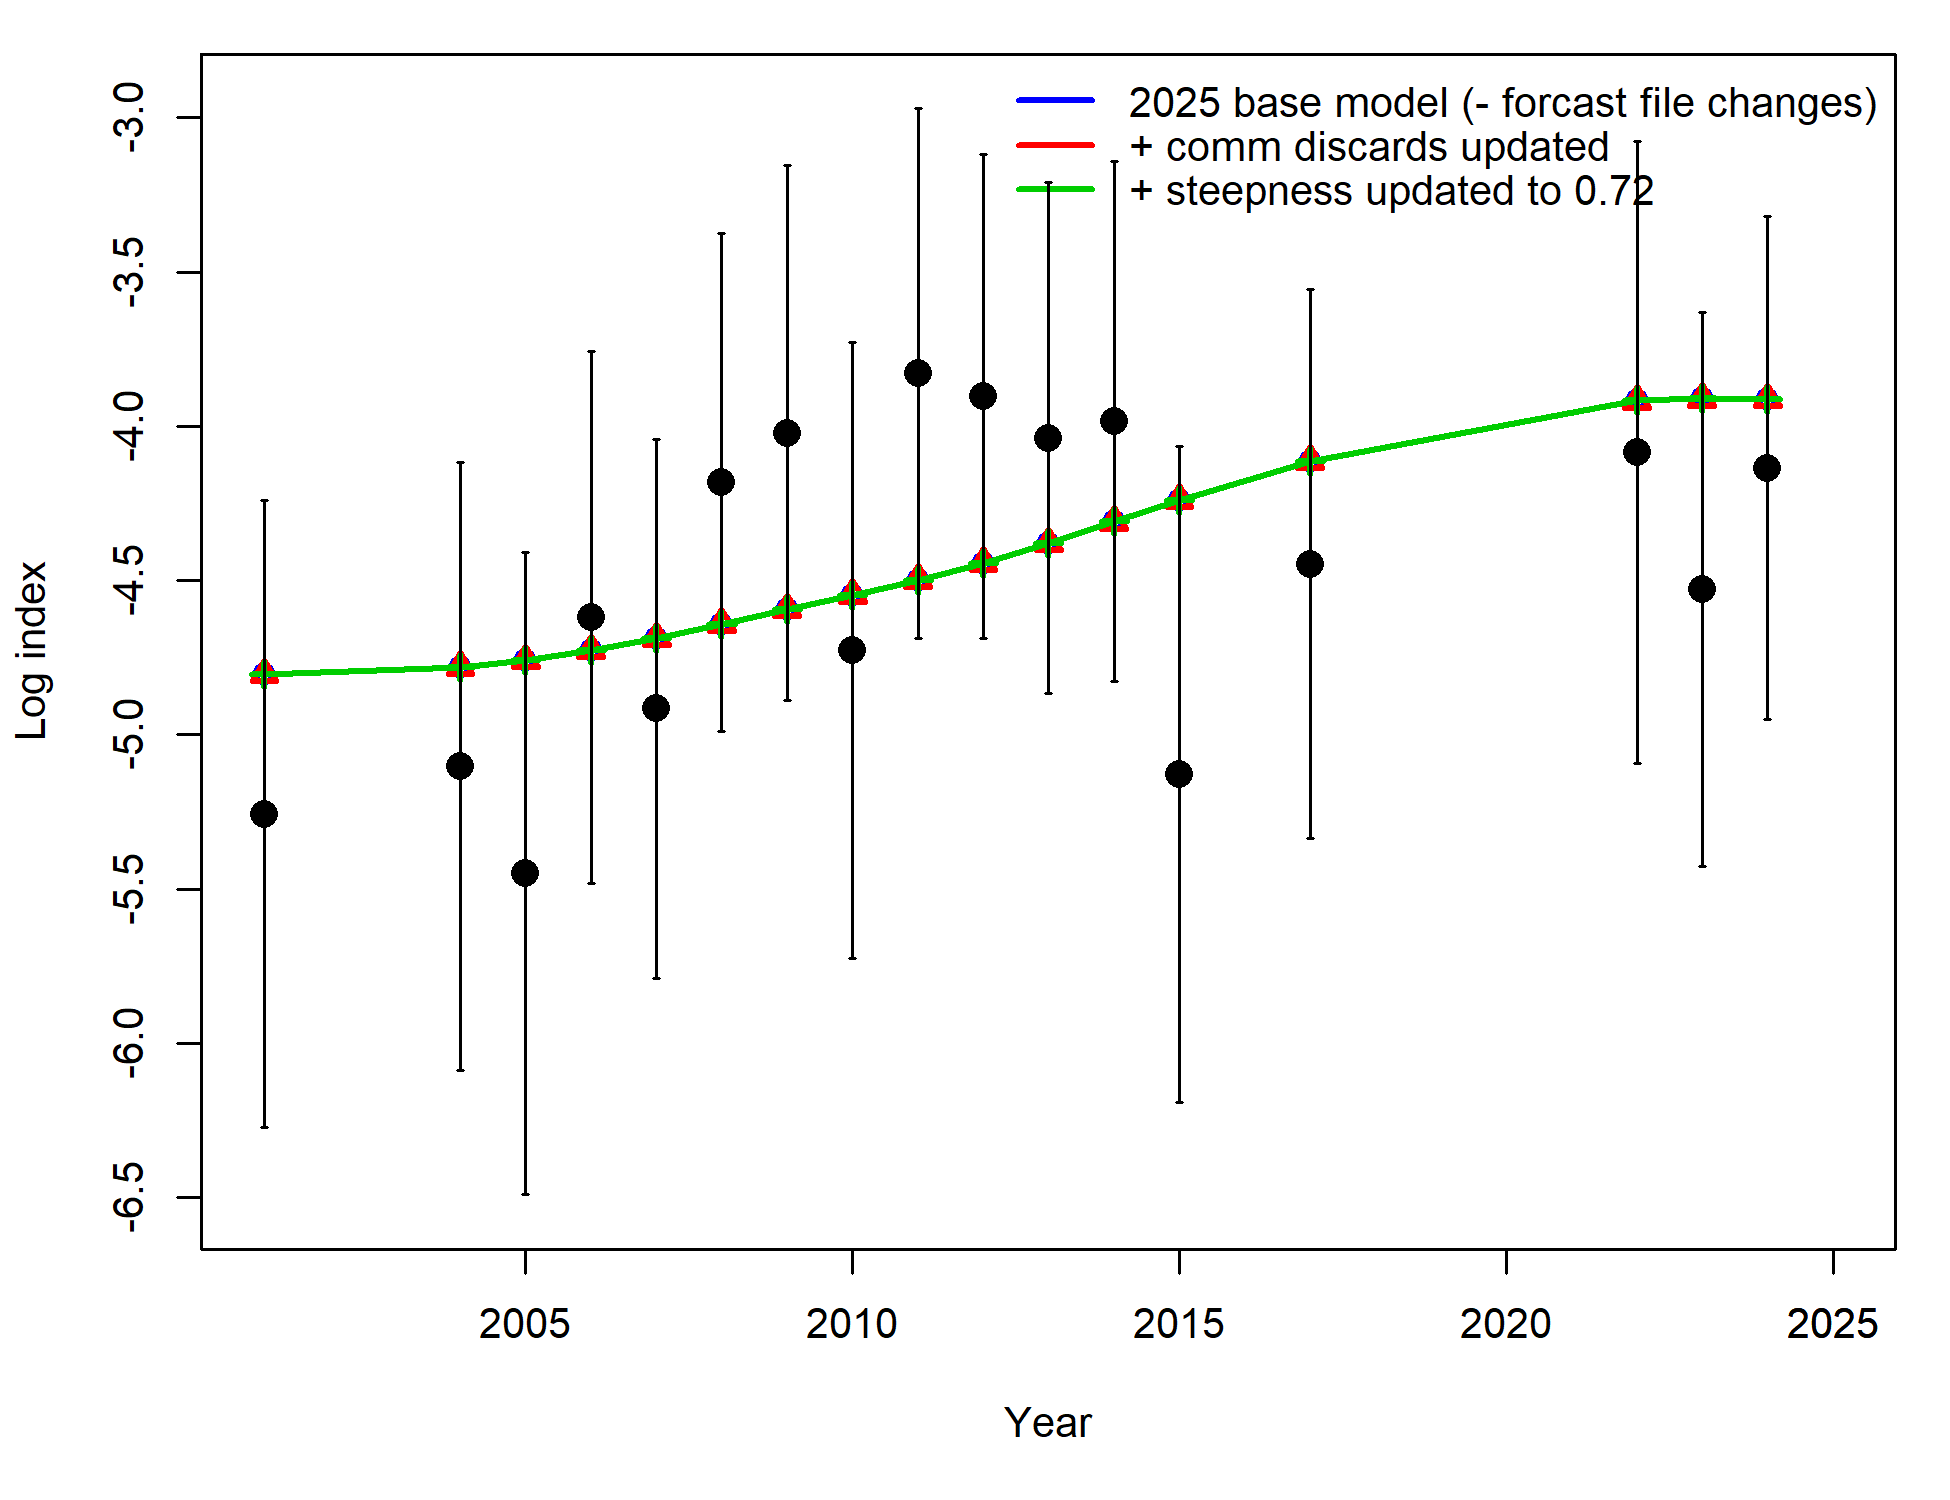 2025 base model (- forcast file changes)
+ comm discards updated
+ steepness updated to 0.72
-3.0
-3.5
-4.0
-4.5
-5.0
-5.5
-6.0
-6.5
Log index
2005 2010 2015 2020 2025
Year